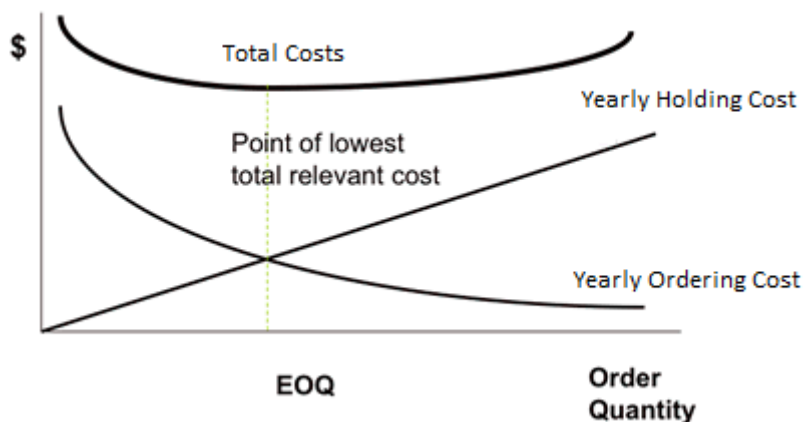 $
Total Costs
Yearly Holding Cost
Point of lowest
total relevant cost
Yearly Ordering Cost
EOQ
Order
Quantity